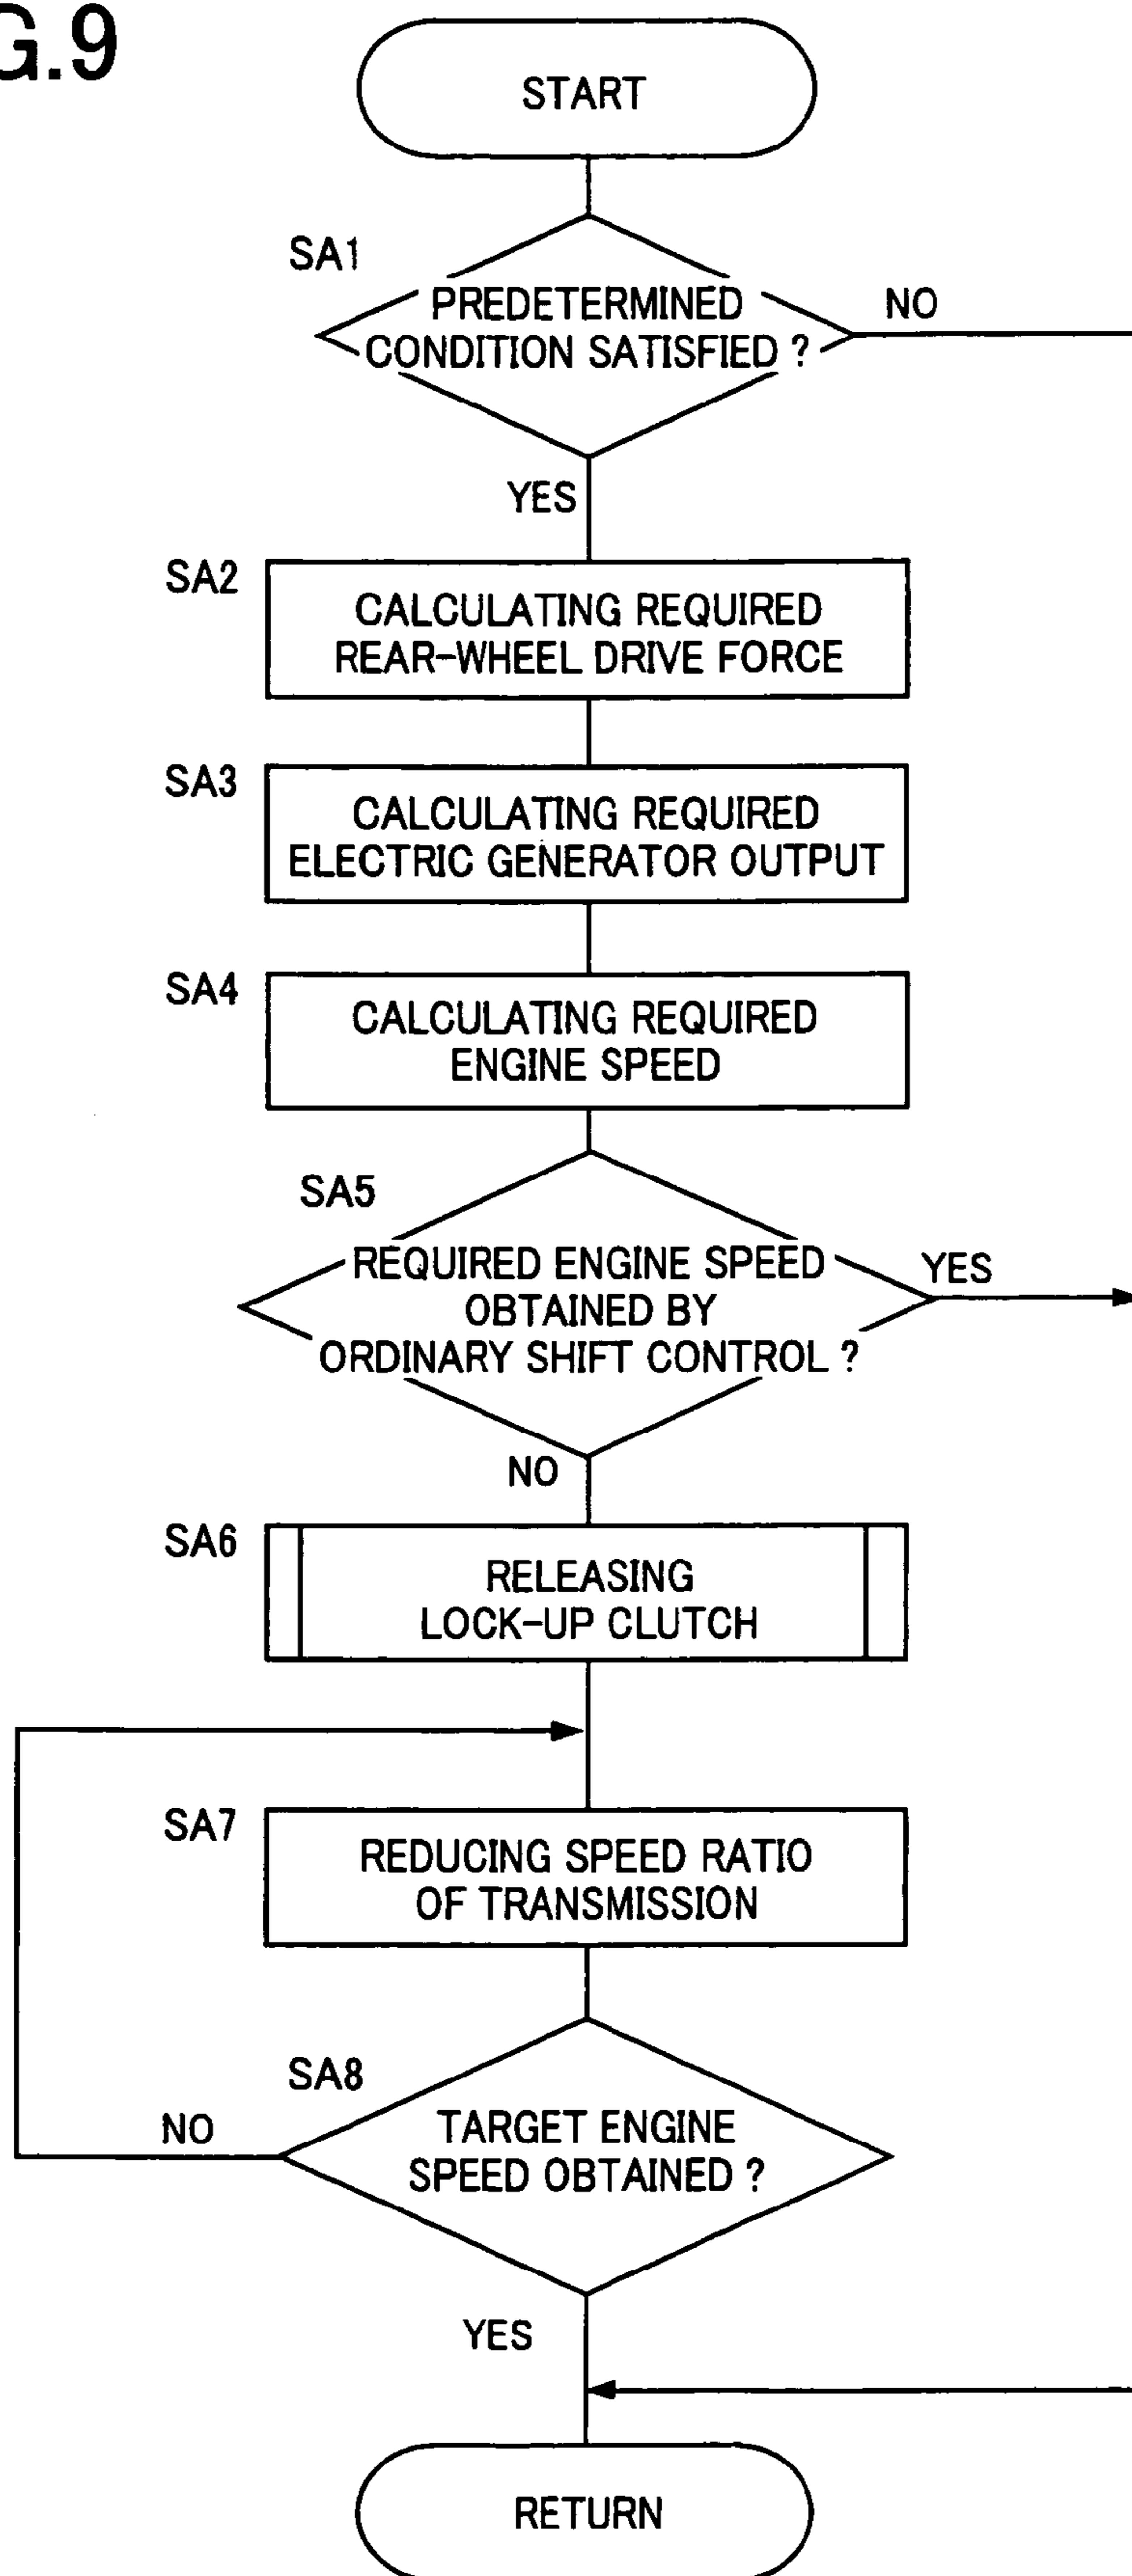 G.9
START
SA1
PREDETERMINED
CONDITION SATISFIED ?
NO
YES
SA2
CALCULATING REQUIRED
REAR-WHEEL DRIVE FORCE
SA3
CALCULATING REQUIRED
ELECTRIC GENERATOR OUTPUT
SA4
CALCULATING REQUIRED
ENGINE SPEED
SA5
REQUIRED ENGINE SPEED
OBTAINED BY
ORDINARY SHIFT CONTROL ?
YES
NO
SA6
RELEASING
LOCK-UP CLUTCH
SA7
REDUCING SPEED RATIO
OF TRANSMISSION
SA8
TARGET ENGINE
SPEED OBTAINED ?
NO
YES
RETURN